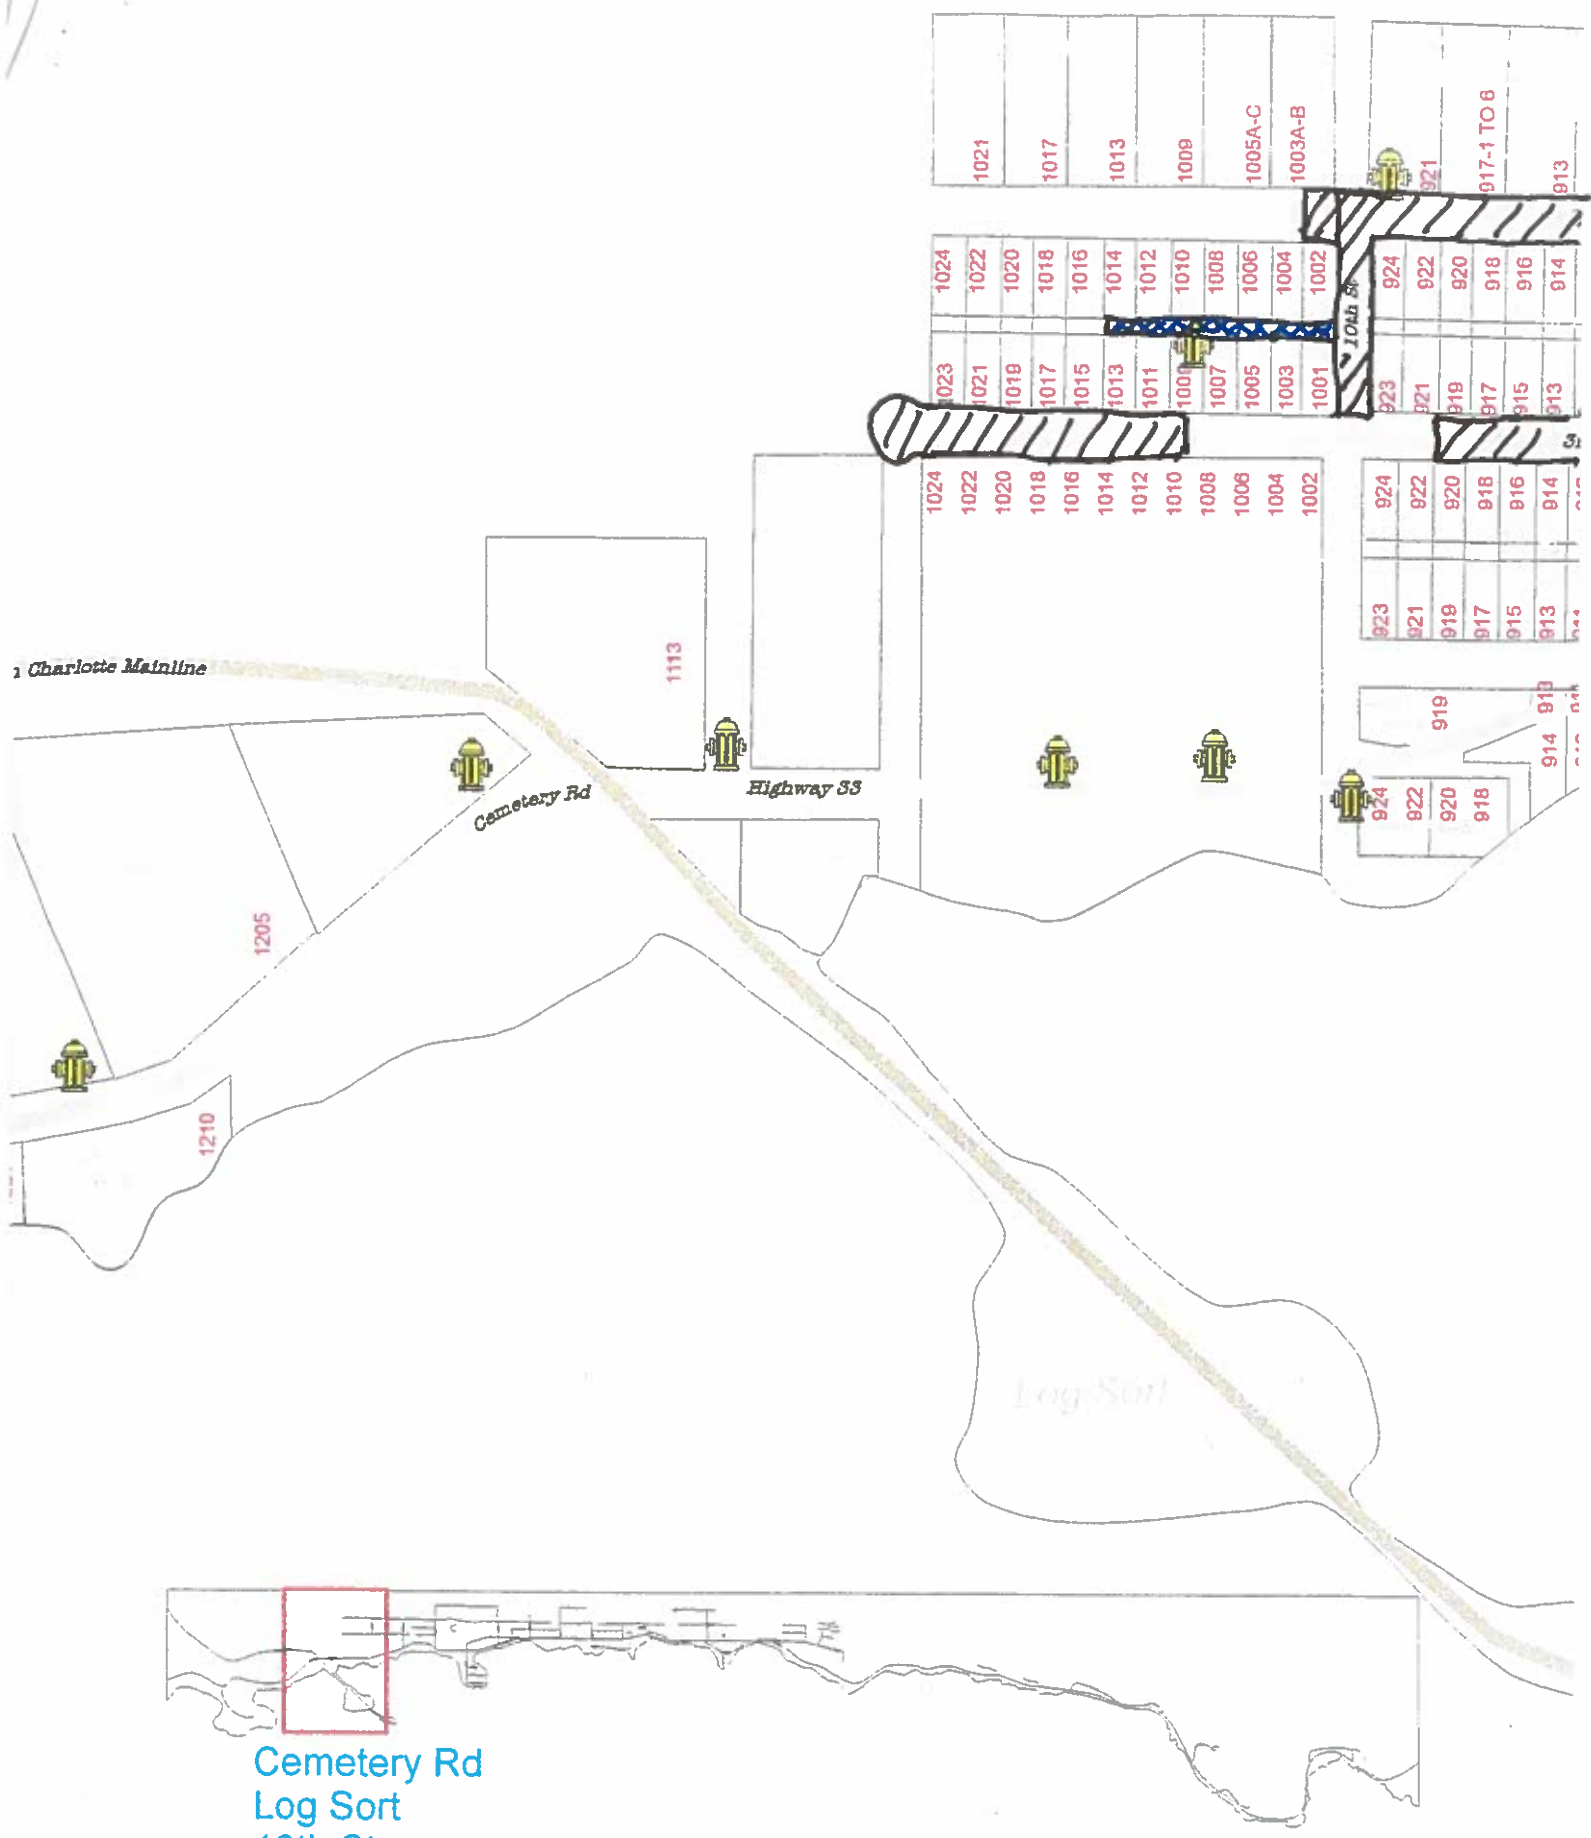 1021 1017 1013 1009 1005A-C 1003A-B 921 917-1 TO 6 913
1024 1022 1020 1018 1016 1014 1012 1010 1008 1006 1004 1002 924 922 920 918 916 914
10th St
1021 1019 1017 1015 1013 1011 1009 1007 1005 1003 1001 923 921 919 917 915 913
1024 1022 1020 1018 1016 1014 1012 1010 1008 1006 1004 1002 924 922 920 918 916 914
923 921 919 917 915 913
Charlotte Mainline
1113
919 913
914
Cemetery Rd
Highway 33
924 922 920 918
1205
1210
Log Sort
Cemetery Rd
Log Sort